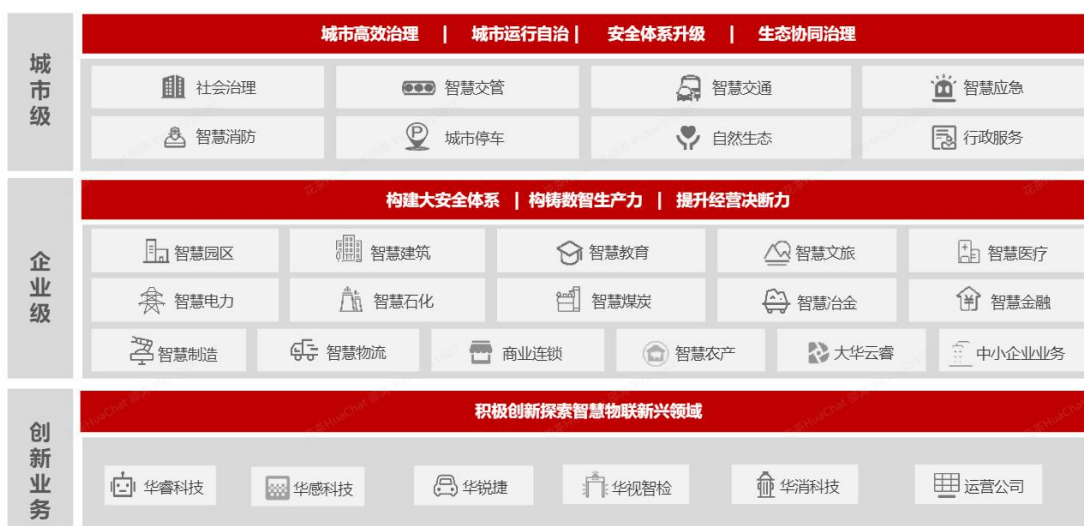 城市级
城市高效治理 | 城市运行自治 | 安全体系升级 | 生态协同治理
社会治理 智慧交管 智慧交通 智慧应急
智慧消防 城市停车 自然生态 行政服务
企业级
构建大安全体系 | 构铸数智生产力 | 提升经营决断力
智慧园区 智慧建筑 智慧教育 智慧文旅 智慧医疗
智慧电力 智慧石化 智慧煤炭 智慧冶金 智慧金融
智慧制造 智慧物流 商业连锁 智慧农产 大华云睿 中小企业业务
创新业务
积极创新探索智慧物联新兴领域
华睿科技 华感科技 华锐捷 华视智检 华消科技 运营公司